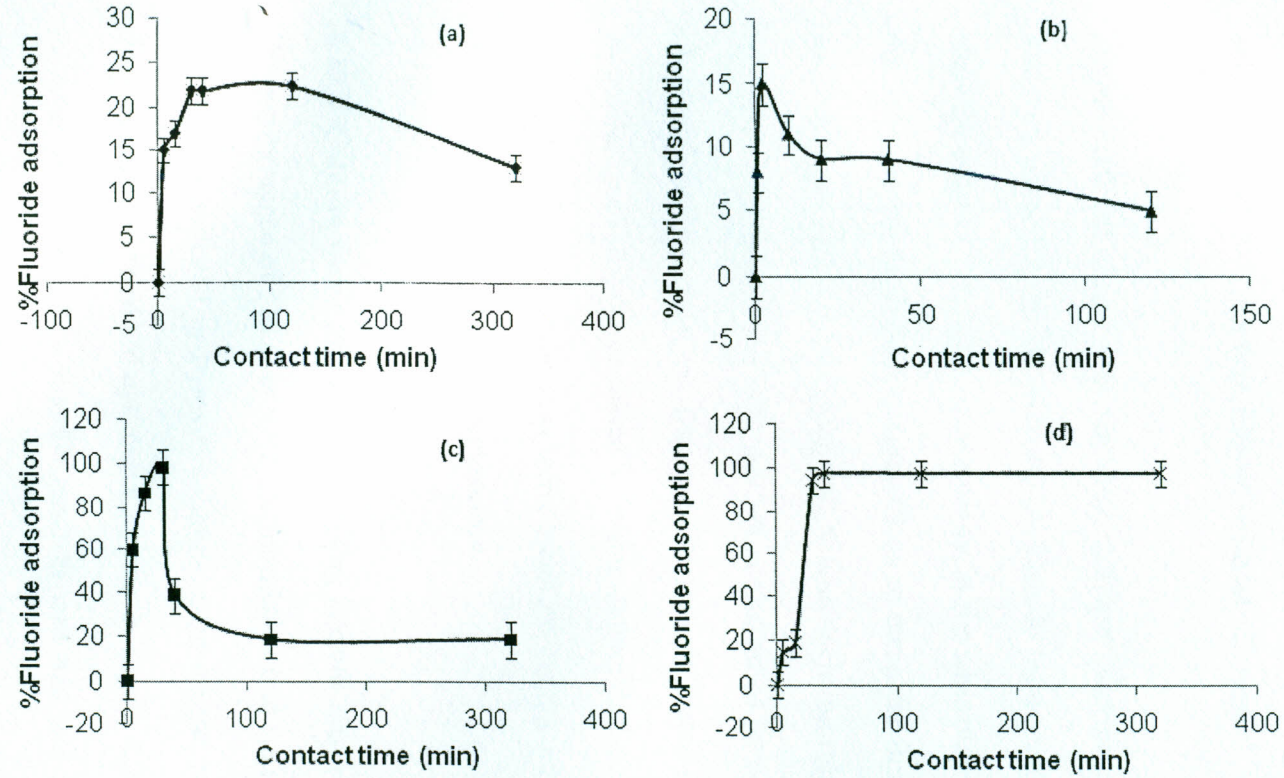 (a)
%Fluoride adsorption
30
25
20
15
10
5
0
-5
-100 0 100 200 300 400
Contact time (min)
(b)
%Fluoride adsorption
20
15
10
5
0
-5
0 50 100 150
Contact time (min)
(c)
%Fluoride adsorption
120
100
80
60
40
20
0
-20
0 100 200 300 400
Contact time (min)
(d)
%Fluoride adsorption
120
100
80
60
40
20
0
-20
0 100 200 300 400
Contact time (min)